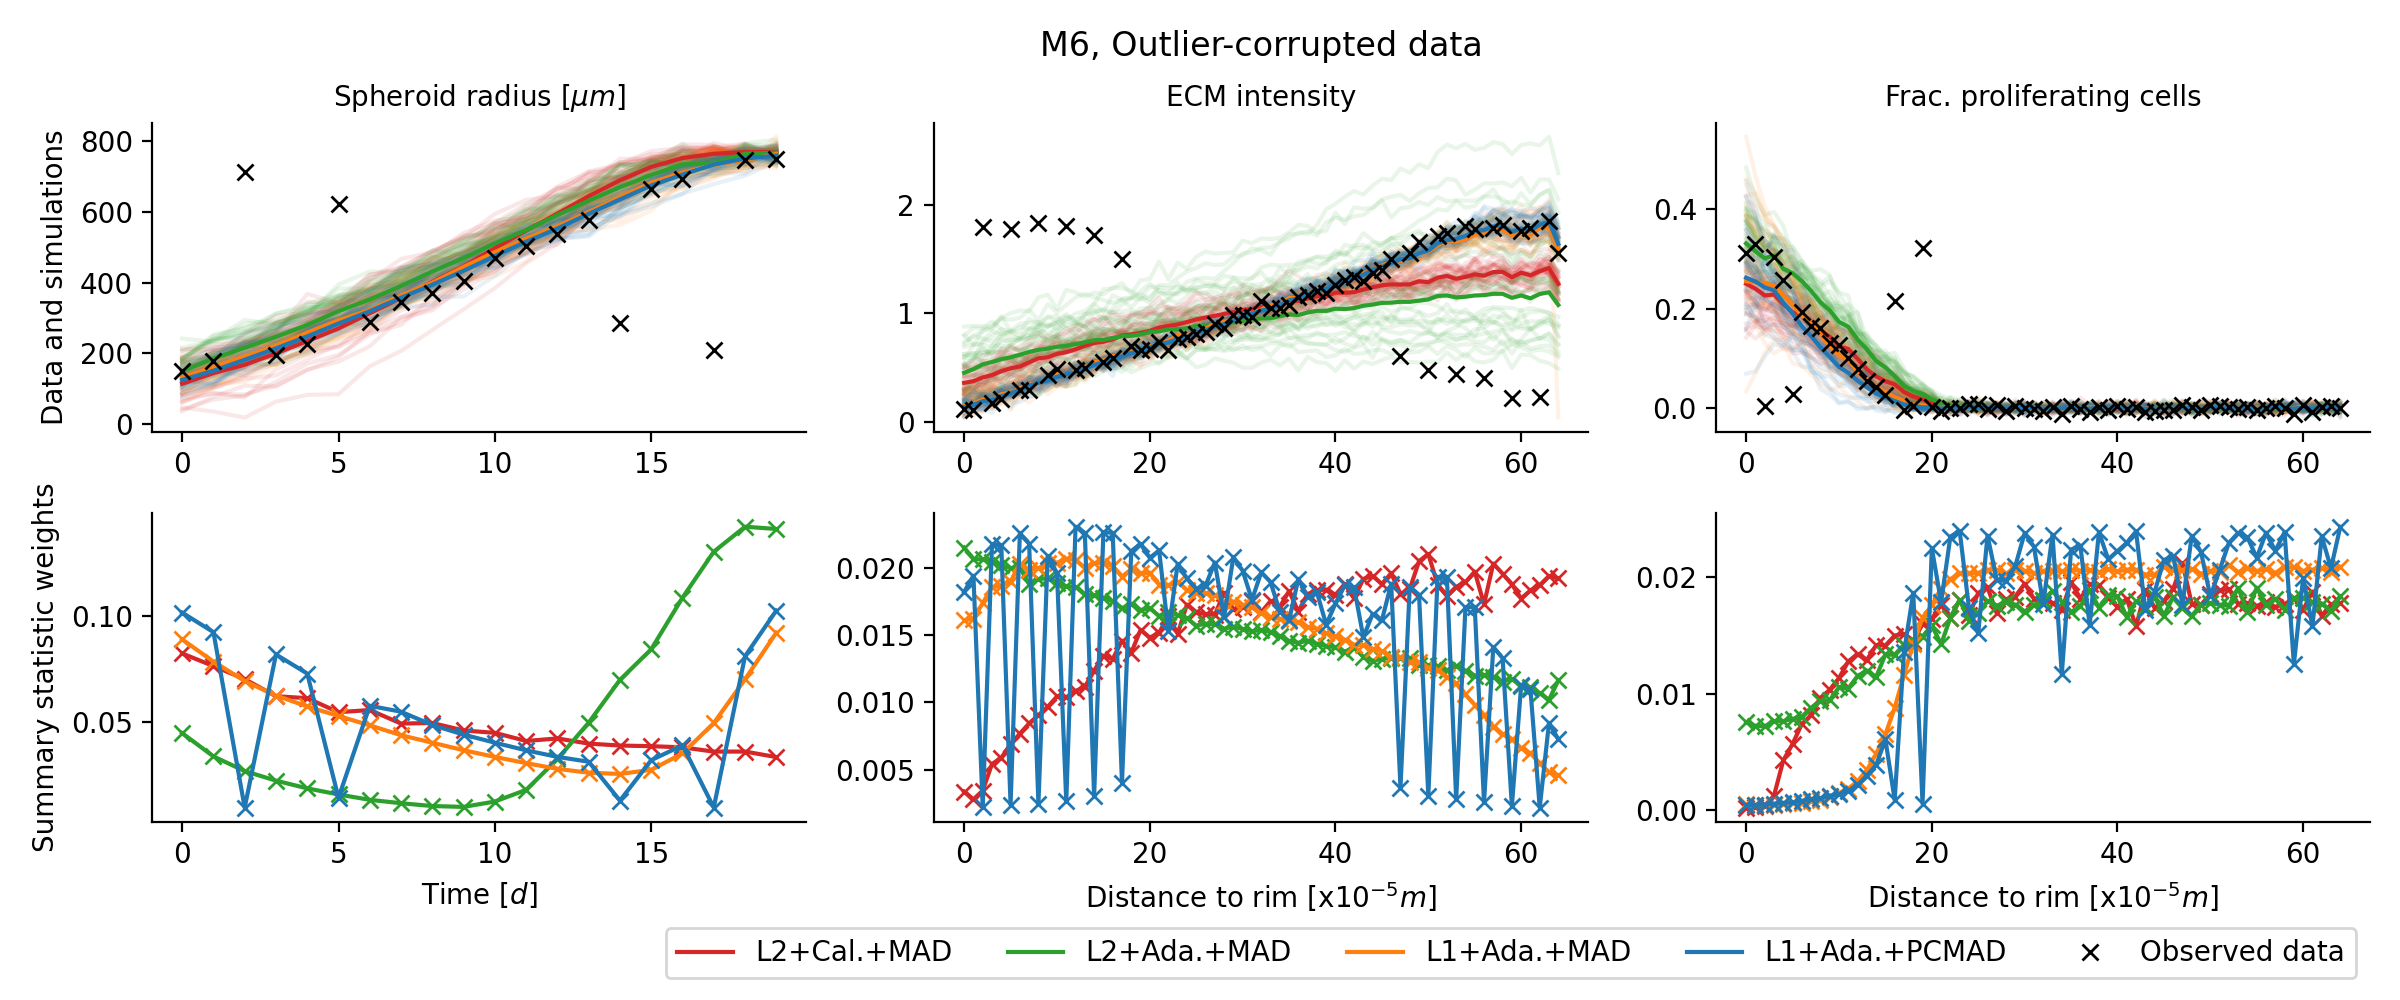 M6, Outlier-corrupted data
Spheroid radius [μm]
ECM intensity
Frac. proliferating cells
Data and simulations
800
600
400
200
0
0 5 10 15
2
1
0
0 20 40 60
0.4
0.2
0.0
0 20 40 60
Summary statistic weights
0.10
0.05
0 5 10 15
Time [d]
0.020
0.015
0.010
0.005
0 20 40 60
Distance to rim [x10⁻⁵m]
0.02
0.01
0.00
0 20 40 60
Distance to rim [x10⁻⁵m]
L2+Cal.+MAD L2+Ada.+MAD L1+Ada.+MAD L1+Ada.+PCMAD Observed data